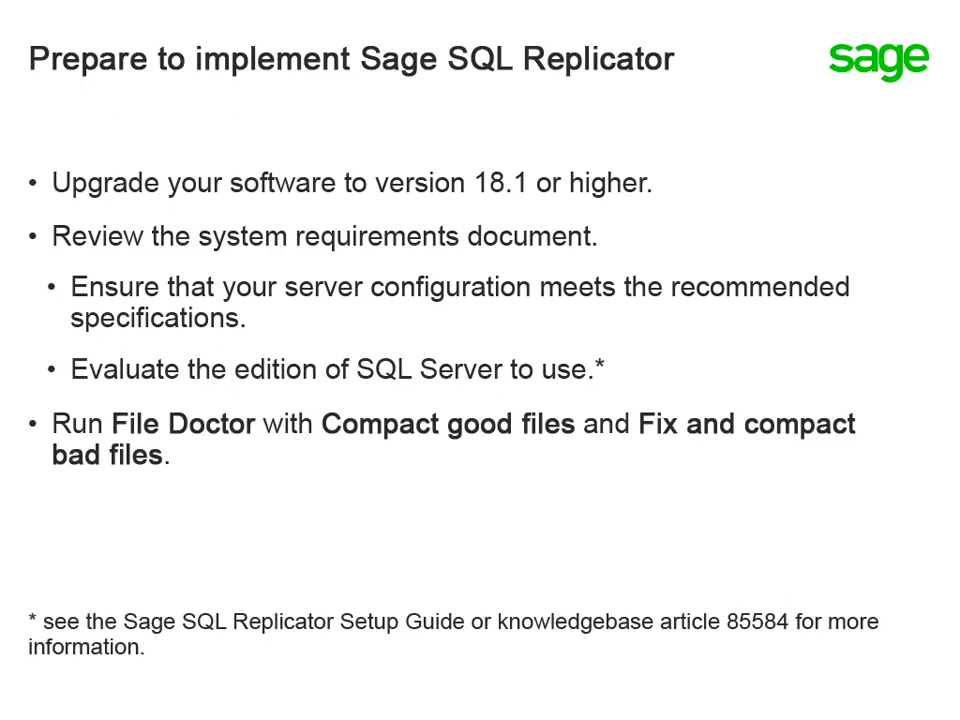 Prepare to implement Sage SQL Replicator
sage
• Upgrade your software to version 18.1 or higher.
• Review the system requirements document.
• Ensure that your server configuration meets the recommended
specifications.
• Evaluate the edition of SQL Server to use.*
• Run File Doctor with Compact good files and Fix and compact
bad files.
* see the Sage SQL Replicator Setup Guide or knowledgebase article 85584 for more
information.